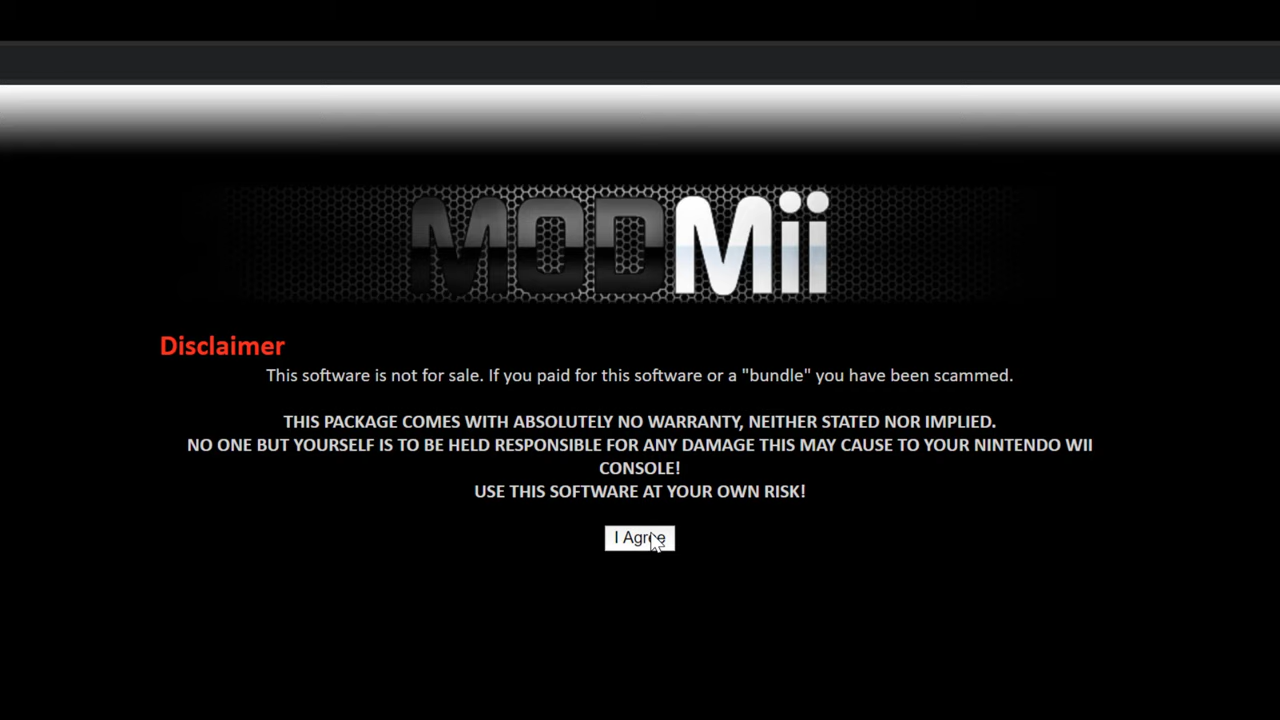 MODMii
Disclaimer
This software is not for sale. If you paid for this software or a "bundle" you have been scammed.
THIS PACKAGE COMES WITH ABSOLUTELY NO WARRANTY, NEITHER STATED NOR IMPLIED.
NO ONE BUT YOURSELF IS TO BE HELD RESPONSIBLE FOR ANY DAMAGE THIS MAY CAUSE TO YOUR NINTENDO WII
CONSOLE!
USE THIS SOFTWARE AT YOUR OWN RISK!
I Agree